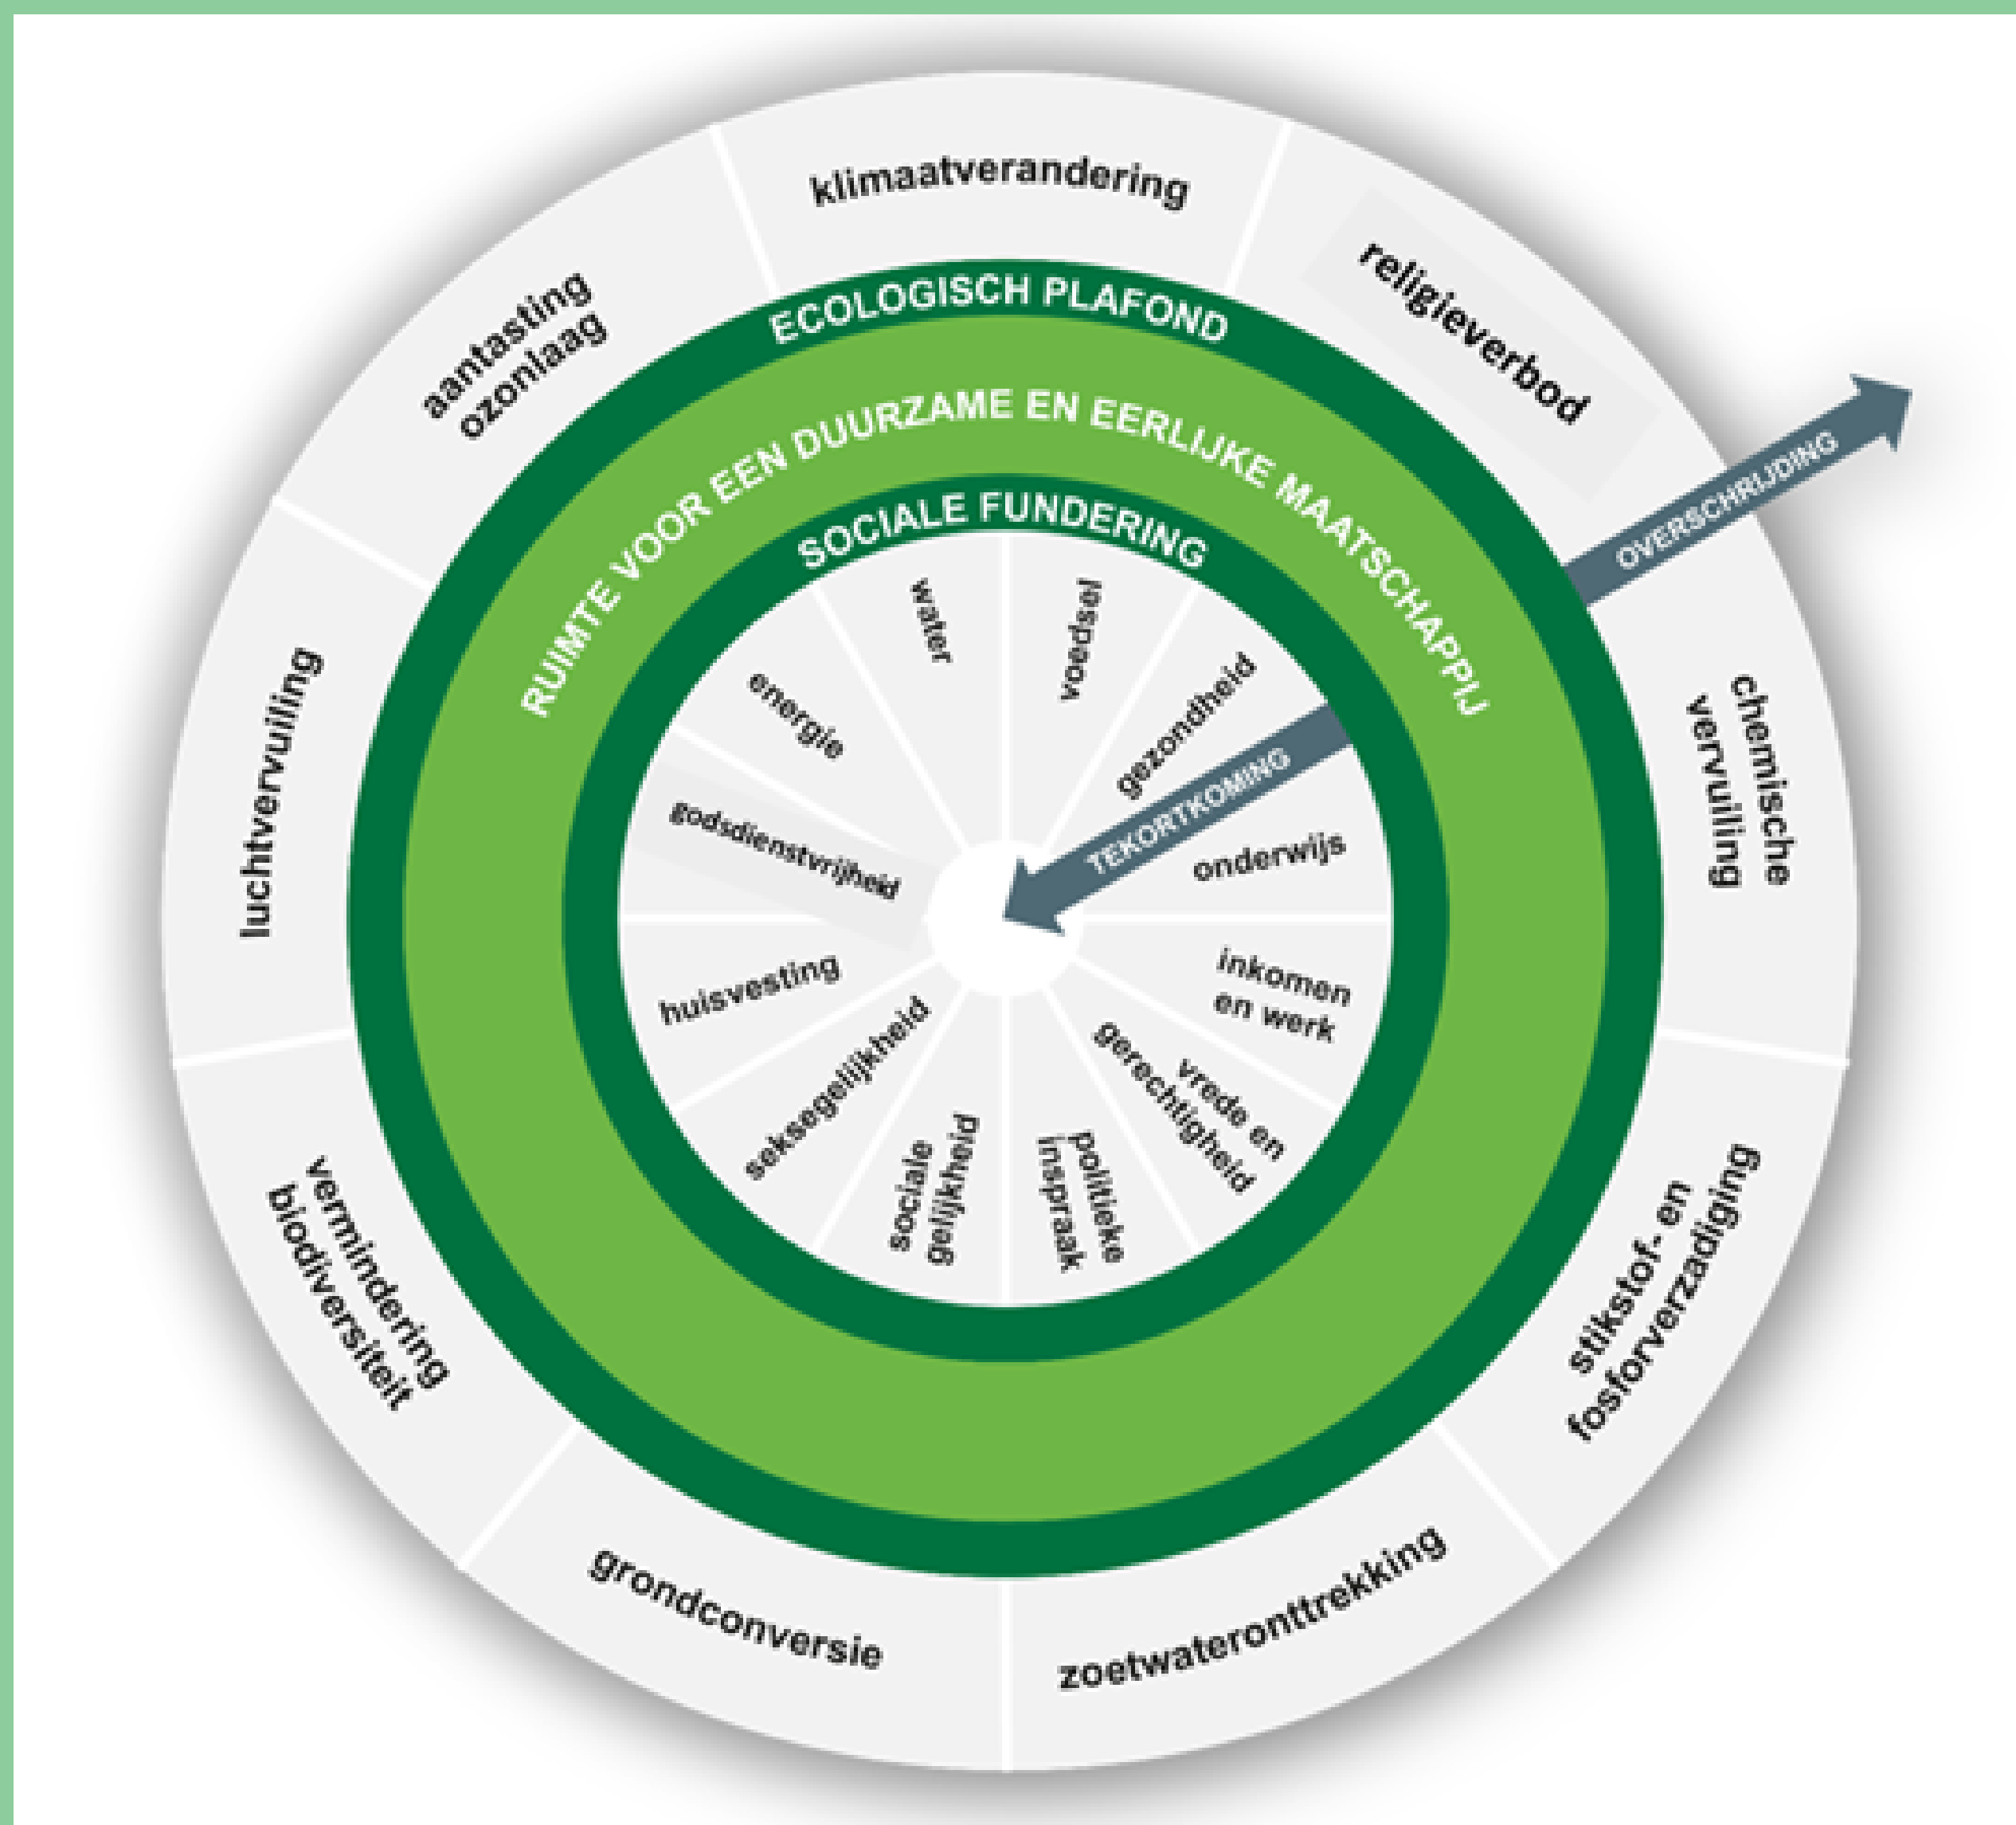 klimaatverandering
religieverbod
OVERSCHRIJDING
chemische
vervuiling
stikstof- en
fosforverzadiging
zoetwateronttrekking
grondconversie
vermindering
biodiversiteit
luchtvervuiling
aantasting
ozonlaag
ECOLOGISCH PLAFOND
RUIMTE VOOR EEN DUURZAME EN EERLIJKE MAATSCHAPPIJ
SOCIALE FUNDERING
water
voedsel
gezondheid
TEKORTKOMING
onderwijs
inkomen
en werk
vrede en
gerechtigheid
politieke
inspraak
sociale
gelijkheid
seksegelijkheid
huisvesting
godsdienstvrijheid
energie